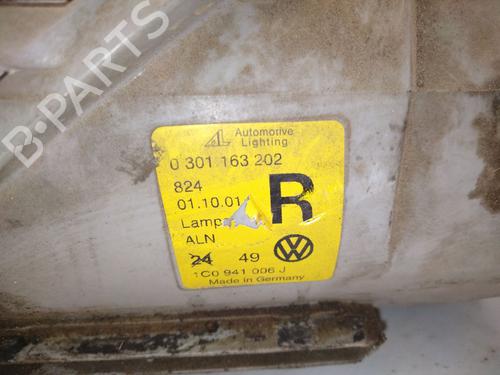 B-PARTS
Automotive
Lighting
0 301 163 202
824
01.10.01
Lamp
R
ALN
24 49
1C0 941 006 J
Made in Germany